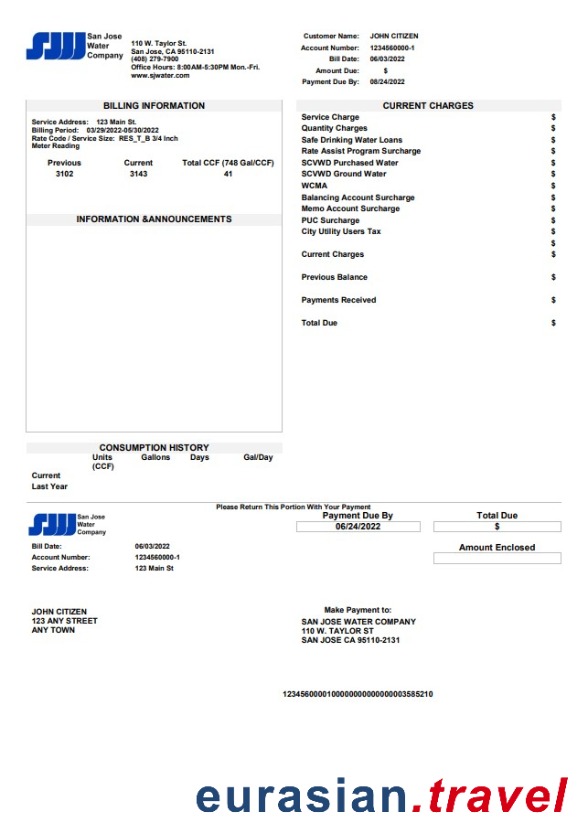 San Jose
Water
Company
110 W. Taylor St.
San Jose, CA 95110-2131
(408) 279-7900
Office Hours: 8:00AM-5:30PM Mon.-Fri.
www.sjwater.com
Customer Name: JOHN CITIZEN
Account Number: 1234560000-1
Bill Date: 06/03/2022
Amount Due: $
Payment Due By: 08/24/2022
BILLING INFORMATION
Service Address: 123 Main St.
Billing Period: 03/29/2022-05/30/2022
Rate Code / Service Size: RES_T_B 3/4 Inch
Meter Reading
Previous Current Total CCF (748 Gal/CCF)
3102 3143 41
INFORMATION &ANNOUNCEMENTS
CURRENT CHARGES
Service Charge $
Quantity Charges $
Safe Drinking Water Loans $
Rate Assist Program Surcharge $
SCVWD Purchased Water $
SCVWD Ground Water $
WCMA $
Balancing Account Surcharge $
Memo Account Surcharge $
PUC Surcharge $
City Utility Users Tax $
$
Current Charges $
Previous Balance $
Payments Received $
Total Due $
CONSUMPTION HISTORY
Units Gallons Days Gal/Day
(CCF)
Current
Last Year
Please Return This Portion With Your Payment
San Jose
Water
Company
Payment Due By Total Due
06/24/2022 $
Bill Date: 06/03/2022
Account Number: 1234560000-1
Service Address: 123 Main St
Amount Enclosed
JOHN CITIZEN
123 ANY STREET
ANY TOWN
Make Payment to:
SAN JOSE WATER COMPANY
110 W. TAYLOR ST
SAN JOSE CA 95110-2131
eurasian.travel